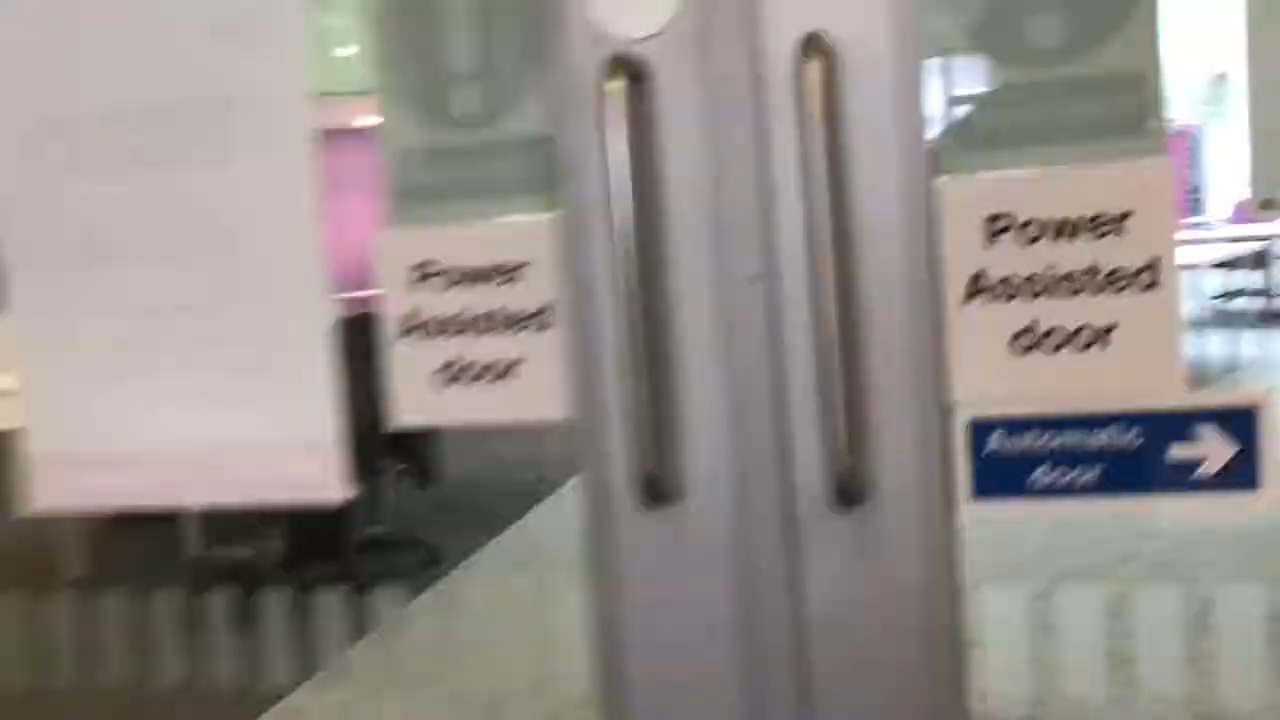 Power
Assisted
door
Power
Assisted
door
Automatic
door